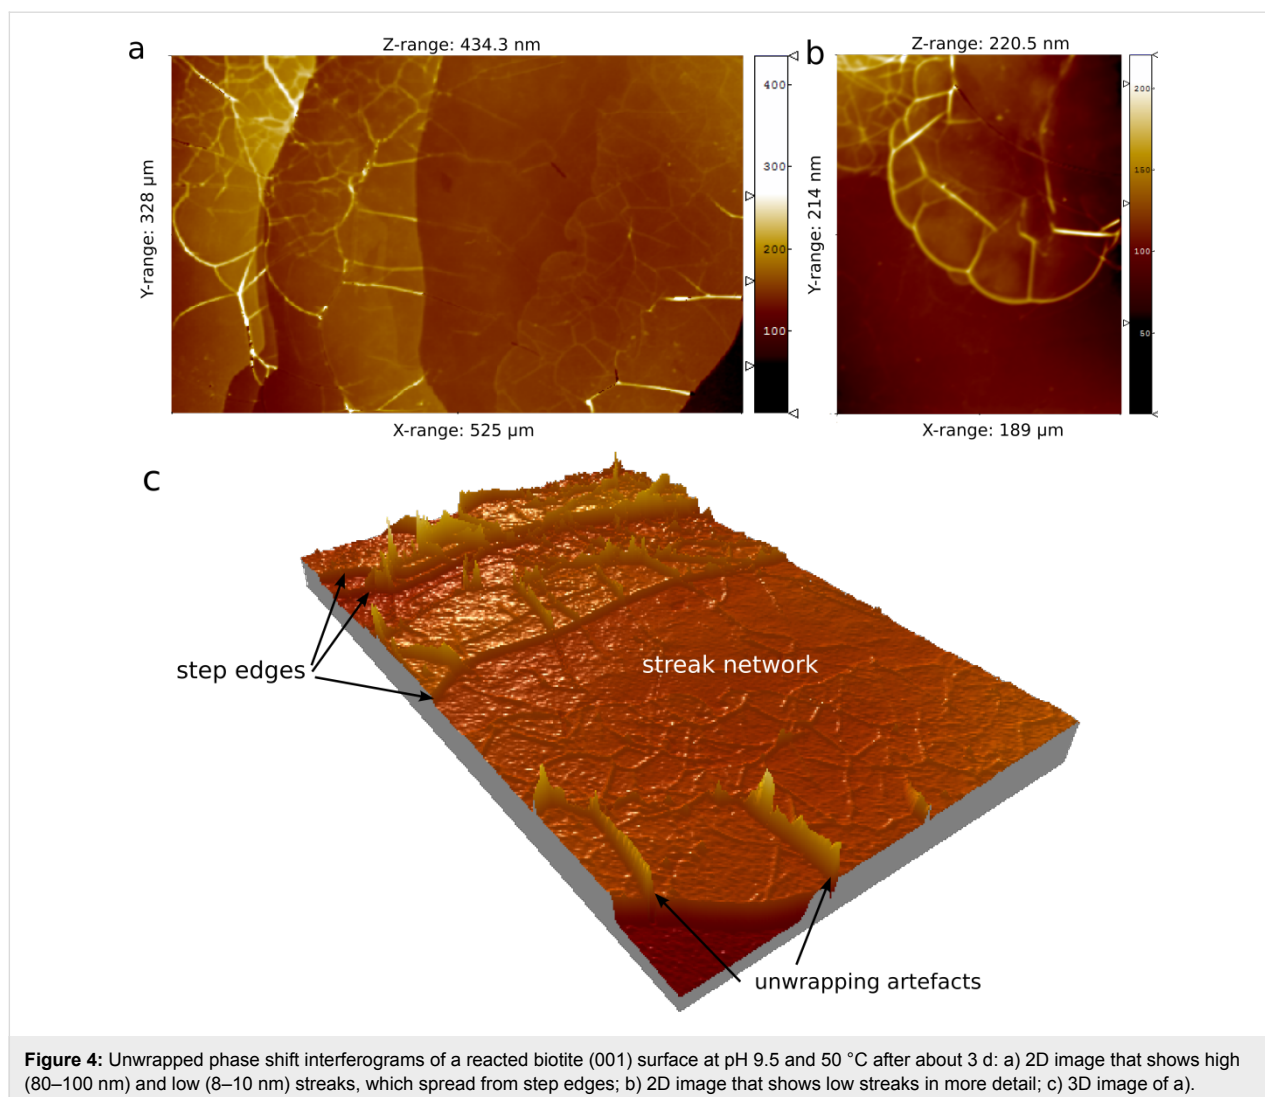 a
Z-range: 434.3 nm
Y-range: 328 µm
400
300
200
100
X-range: 525 µm
b
Z-range: 220.5 nm
Y-range: 214 nm
200
150
100
50
X-range: 189 µm
c
step edges
streak network
unwrapping artefacts
Figure 4: Unwrapped phase shift interferograms of a reacted biotite (001) surface at pH 9.5 and 50 °C after about 3 d: a) 2D image that shows high
(80–100 nm) and low (8–10 nm) streaks, which spread from step edges; b) 2D image that shows low streaks in more detail; c) 3D image of a).